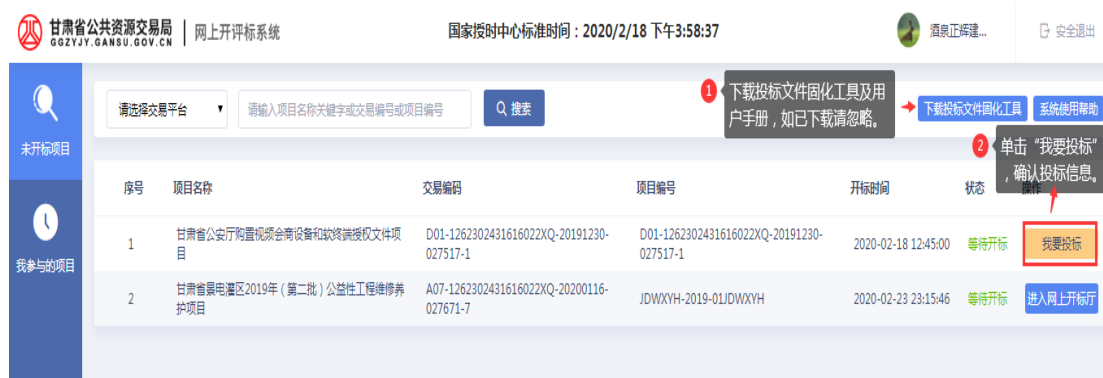 甘肃省公共资源交易局
GGZYJY.GANSU.GOV.CN
网上开评标系统
国家授时中心标准时间：2020/2/18 下午3:58:37
酒泉正辉建...
安全退出
未开标项目
我参与的项目
请选择交易平台
请输入项目名称关键字或交易编号或项目编号
搜索
1
下载投标文件固化工具及用
户手册，如已下载请忽略。
下载投标文件固化工具
系统使用帮助
2
单击“我要投标”
，确认投标信息。
序号 项目名称 交易编码 项目编号 开标时间 状态 操作
1
甘肃省公安厅购置视频会商设备和软终端授权文件项
目
D01-1262302431616022XQ-20191230-
027517-1
D01-1262302431616022XQ-20191230-
027517-1
2020-02-18 12:45:00
等待开标
我要投标
2
甘肃省景电灌区2019年（第二批）公益性工程维修养
护项目
A07-1262302431616022XQ-20200116-
027671-7
JDWXYH-2019-01JDWXYH
2020-02-23 23:15:46
等待开标
进入网上开标厅